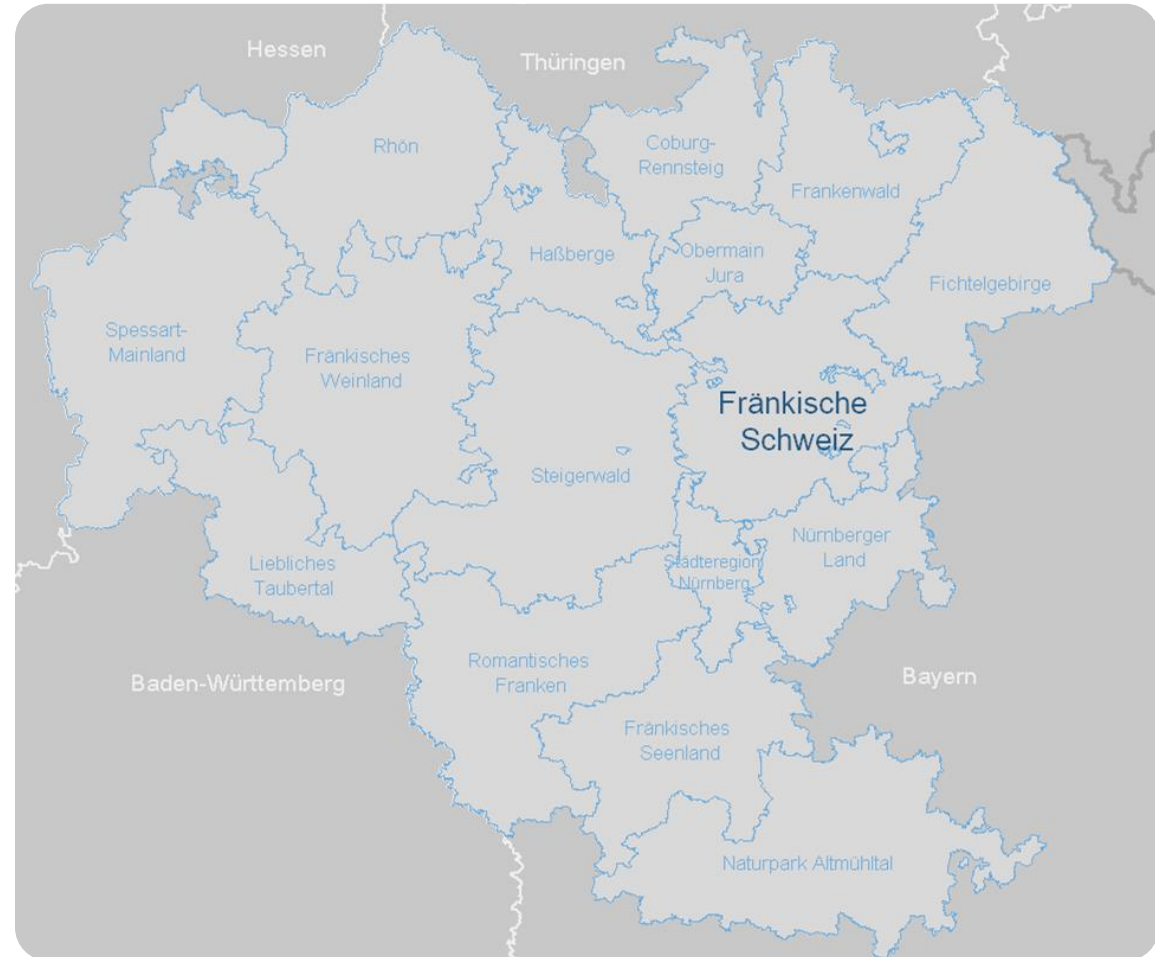 Hessen
Thüringen
Rhön
Coburg-
Rennsteig
Frankenwald
Haßberge
Obermain
Jura
Fichtelgebirge
Spessart-
Mainland
Fränkisches
Weinland
Fränkische
Schweiz
Steigerwald
Nürnberger
Land
Städteregion
Nürnberg
Liebliches
Taubertal
Romantisches
Franken
Baden-Württemberg
Bayern
Fränkisches
Seenland
Naturpark Altmühltal